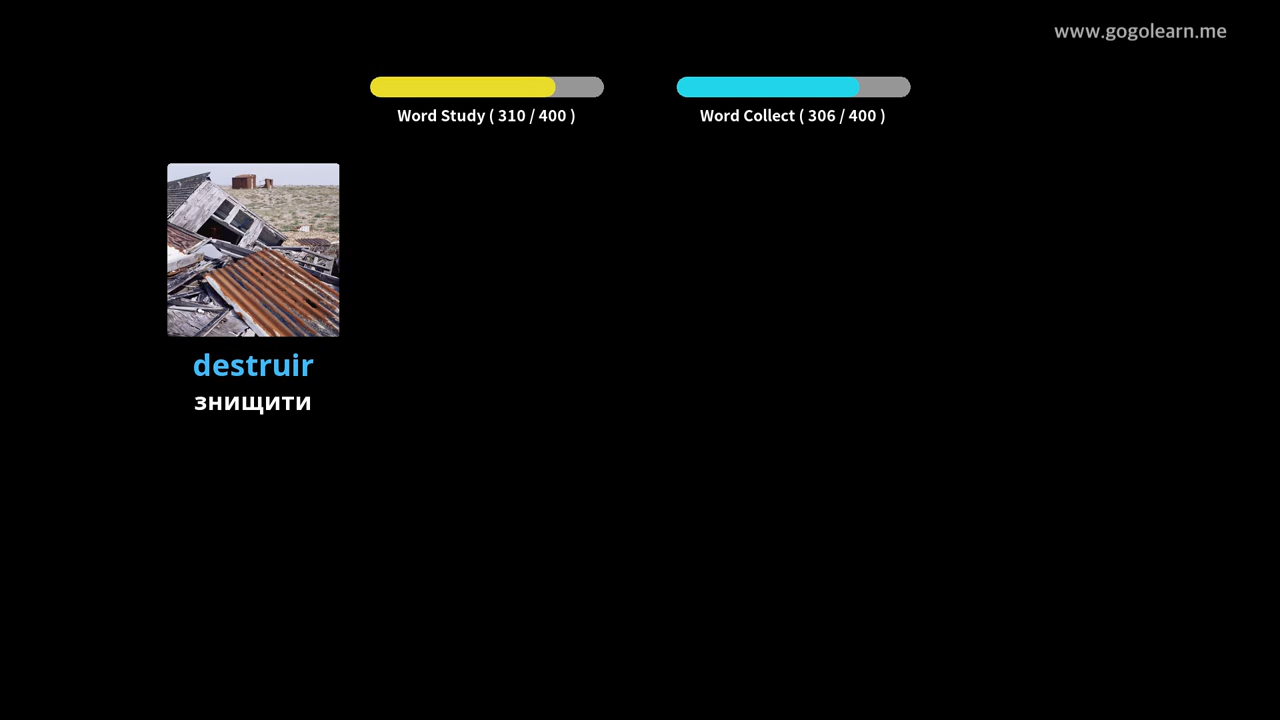 www.gogolearn.me
Word Study ( 310 / 400 )
Word Collect ( 306 / 400 )
destruir
знищити